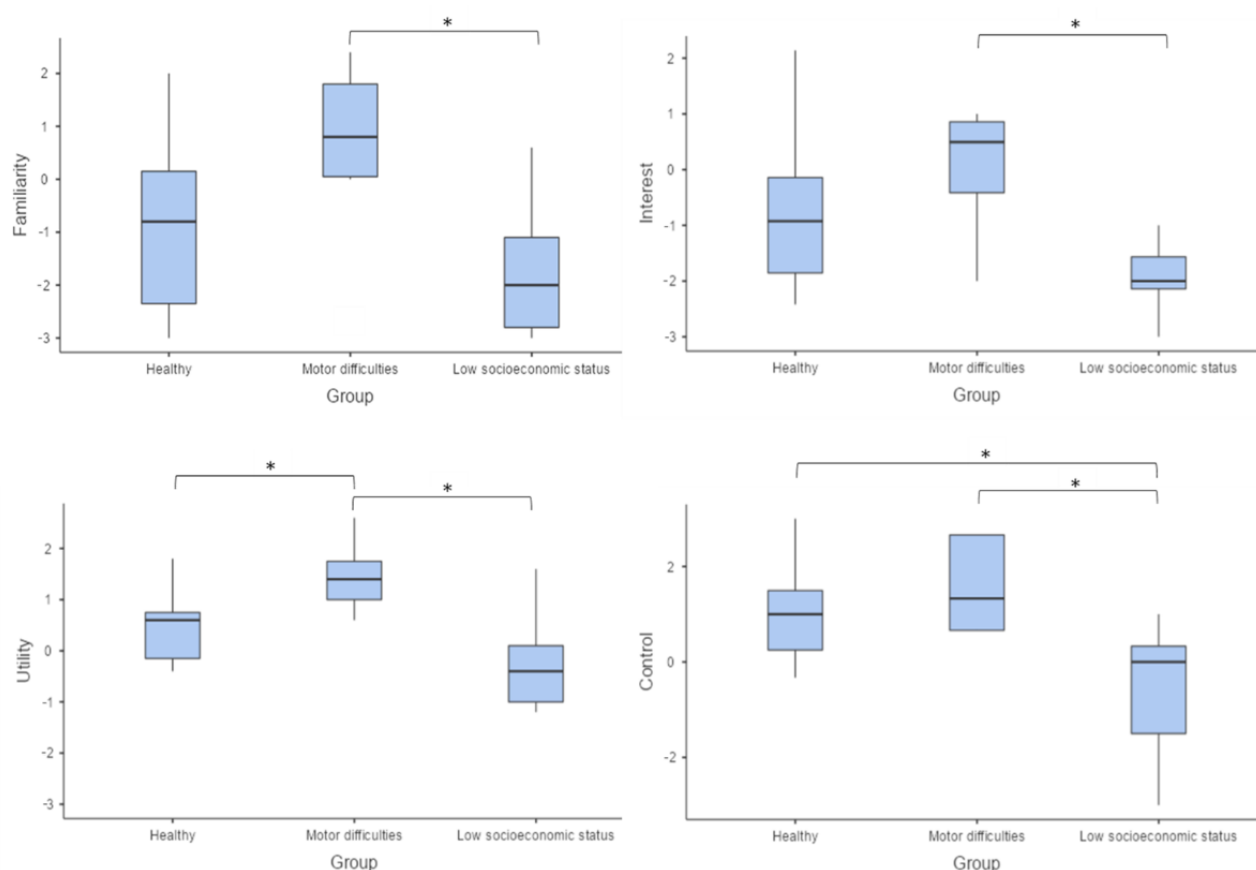 *
Familiarity
2
1
0
-1
-2
-3
Healthy Motor difficulties Low socioeconomic status
Group
*
Interest
2
1
0
-1
-2
-3
Healthy Motor difficulties Low socioeconomic status
Group
* *
Utility
2
1
0
-1
-2
-3
Healthy Motor difficulties Low socioeconomic status
Group
*
*
Control
2
0
-2
Healthy Motor difficulties Low socioeconomic status
Group